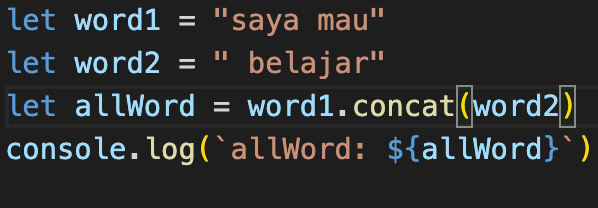 let word1 = "saya mau"
let word2 = " belajar"
let allWord = word1.concat(word2)
console.log(`allWord: ${allWord}`)